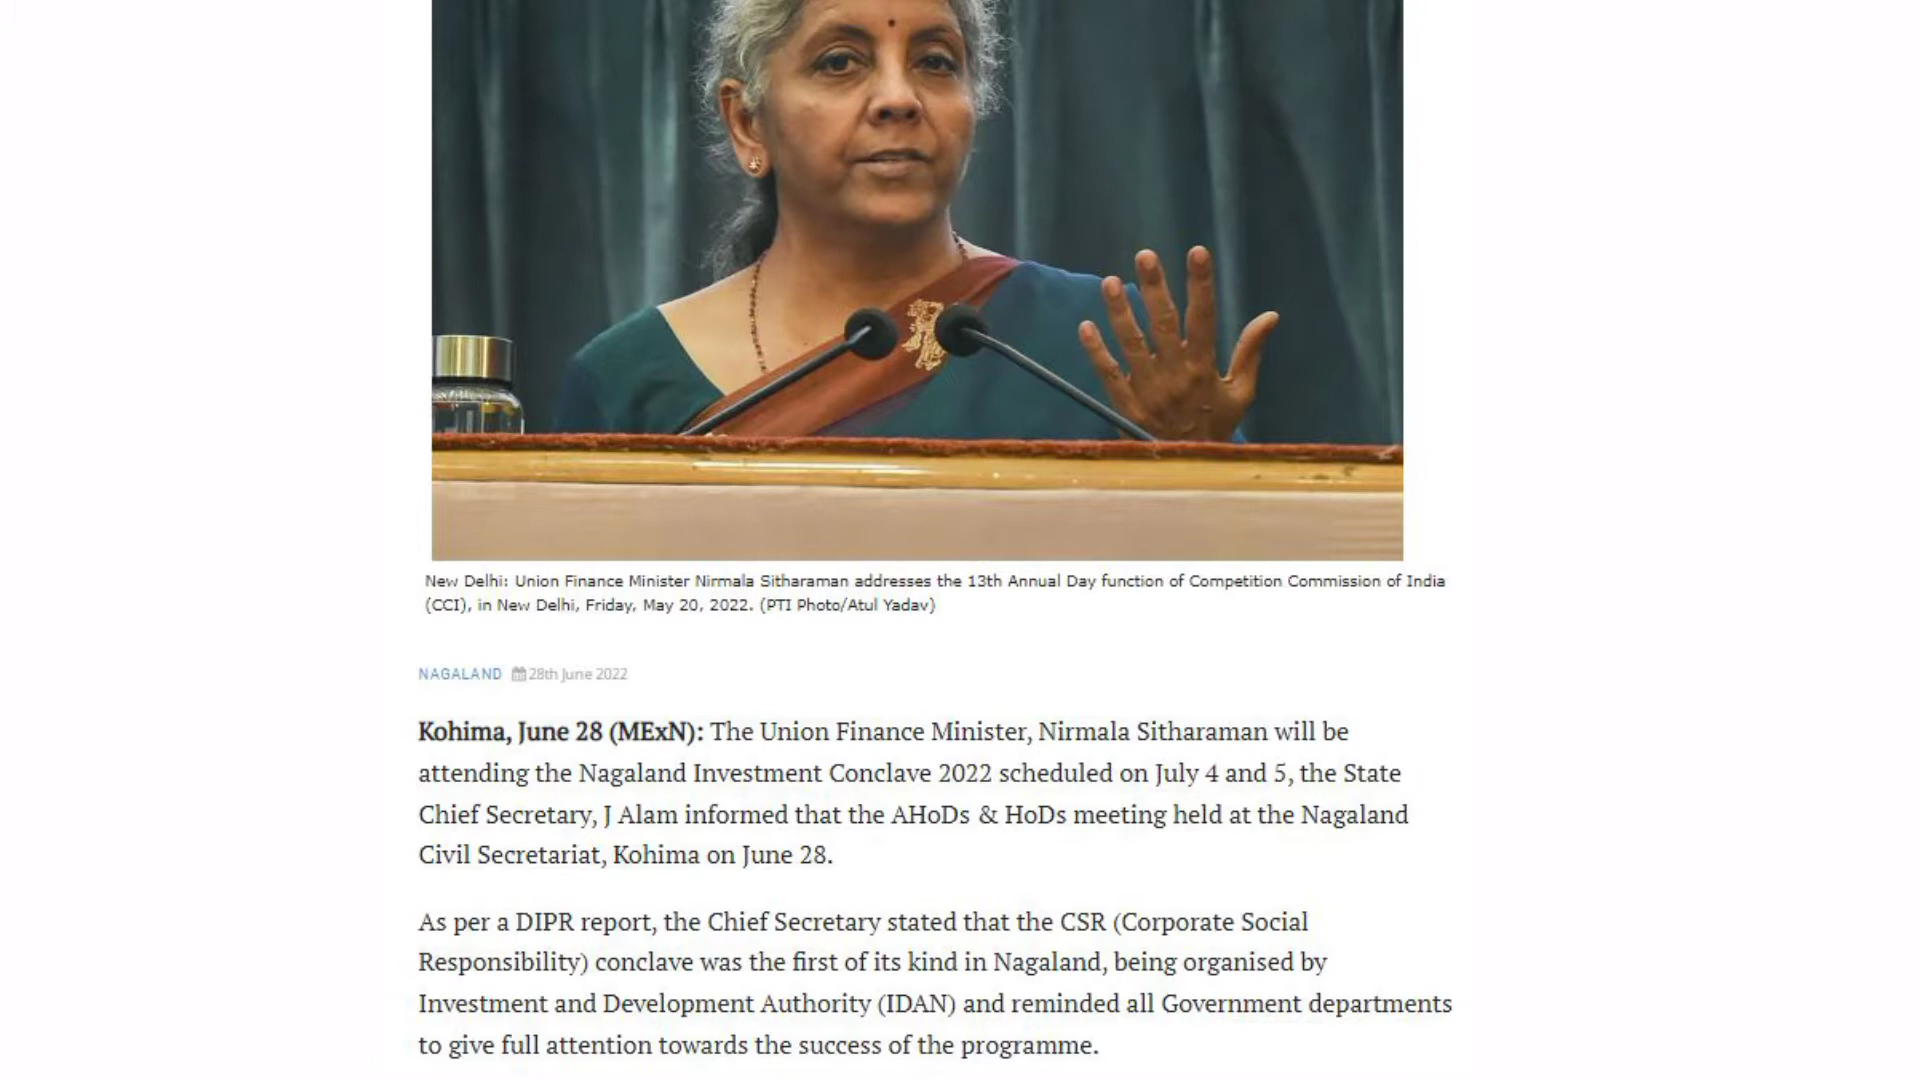 New Delhi: Union Finance Minister Nirmala Sitharaman addresses the 13th Annual Day function of Competition Commission of India
(CCI), in New Delhi, Friday, May 20, 2022. (PTI Photo/Atul Yadav)
NAGALAND 28th June 2022
Kohima, June 28 (MExN): The Union Finance Minister, Nirmala Sitharaman will be
attending the Nagaland Investment Conclave 2022 scheduled on July 4 and 5, the State
Chief Secretary, J Alam informed that the AHoDs & HoDs meeting held at the Nagaland
Civil Secretariat, Kohima on June 28.
As per a DIPR report, the Chief Secretary stated that the CSR (Corporate Social
Responsibility) conclave was the first of its kind in Nagaland, being organised by
Investment and Development Authority (IDAN) and reminded all Government departments
to give full attention towards the success of the programme.